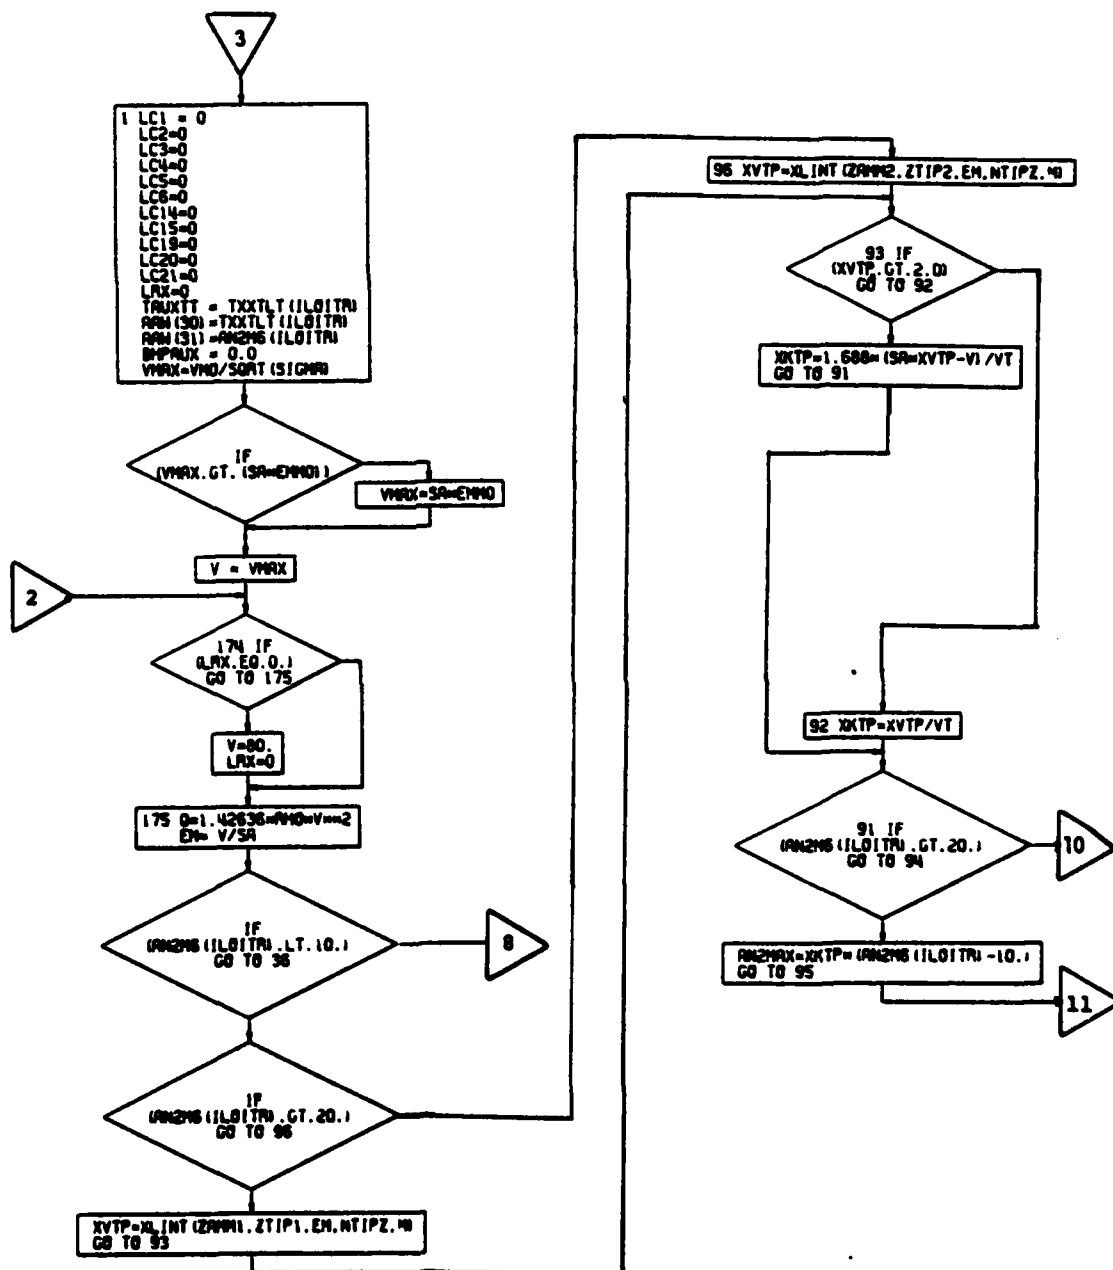 3
1 LC1 = 0
LC2=0
LC3=0
LC4=0
LC5=0
LC6=0
LC14=0
LC15=0
LC19=0
LC20=0
LC21=0
LAX=0
TAUXTT = TXXTLT(ILOITR)
AAW(30)=TXXTLT(ILOITR)
AAW(31)=AN2M6(ILOITR)
BHPAUX = 0.0
VMAX=VMO/SQRT(SIGMA)
IF
(VMAX.GT.(SA*EMMO))
VMAX=SA*EMMO
V = VMAX
2
174 IF
(LAX.EQ.0.)
GO TO 175
V=80.
LAX=0
175 Q=1.42636*AMO*V**2
EM= V/SA
IF
(AN2M6(ILOITR).LT.10.)
GO TO 36
8
IF
(AN2M6(ILOITR).GT.20.)
GO TO 96
XVTP=XLINT(ZAMM1,ZTIP1,EM,NTIPZ,M)
GO TO 93
96 XVTP=XLINT(ZAMM2,ZTIP2,EM,NTIPZ,M)
93 IF
(XVTP.GT.2.0)
GO TO 92
XKTP=1.688*(SA*XVTP-V)/VT
GO TO 91
92 XKTP=XVTP/VT
91 IF
(AN2M6(ILOITR).GT.20.)
GO TO 94
10
AN2MAX=XKTP*(AN2M6(ILOITR)-10.)
GO TO 95
11